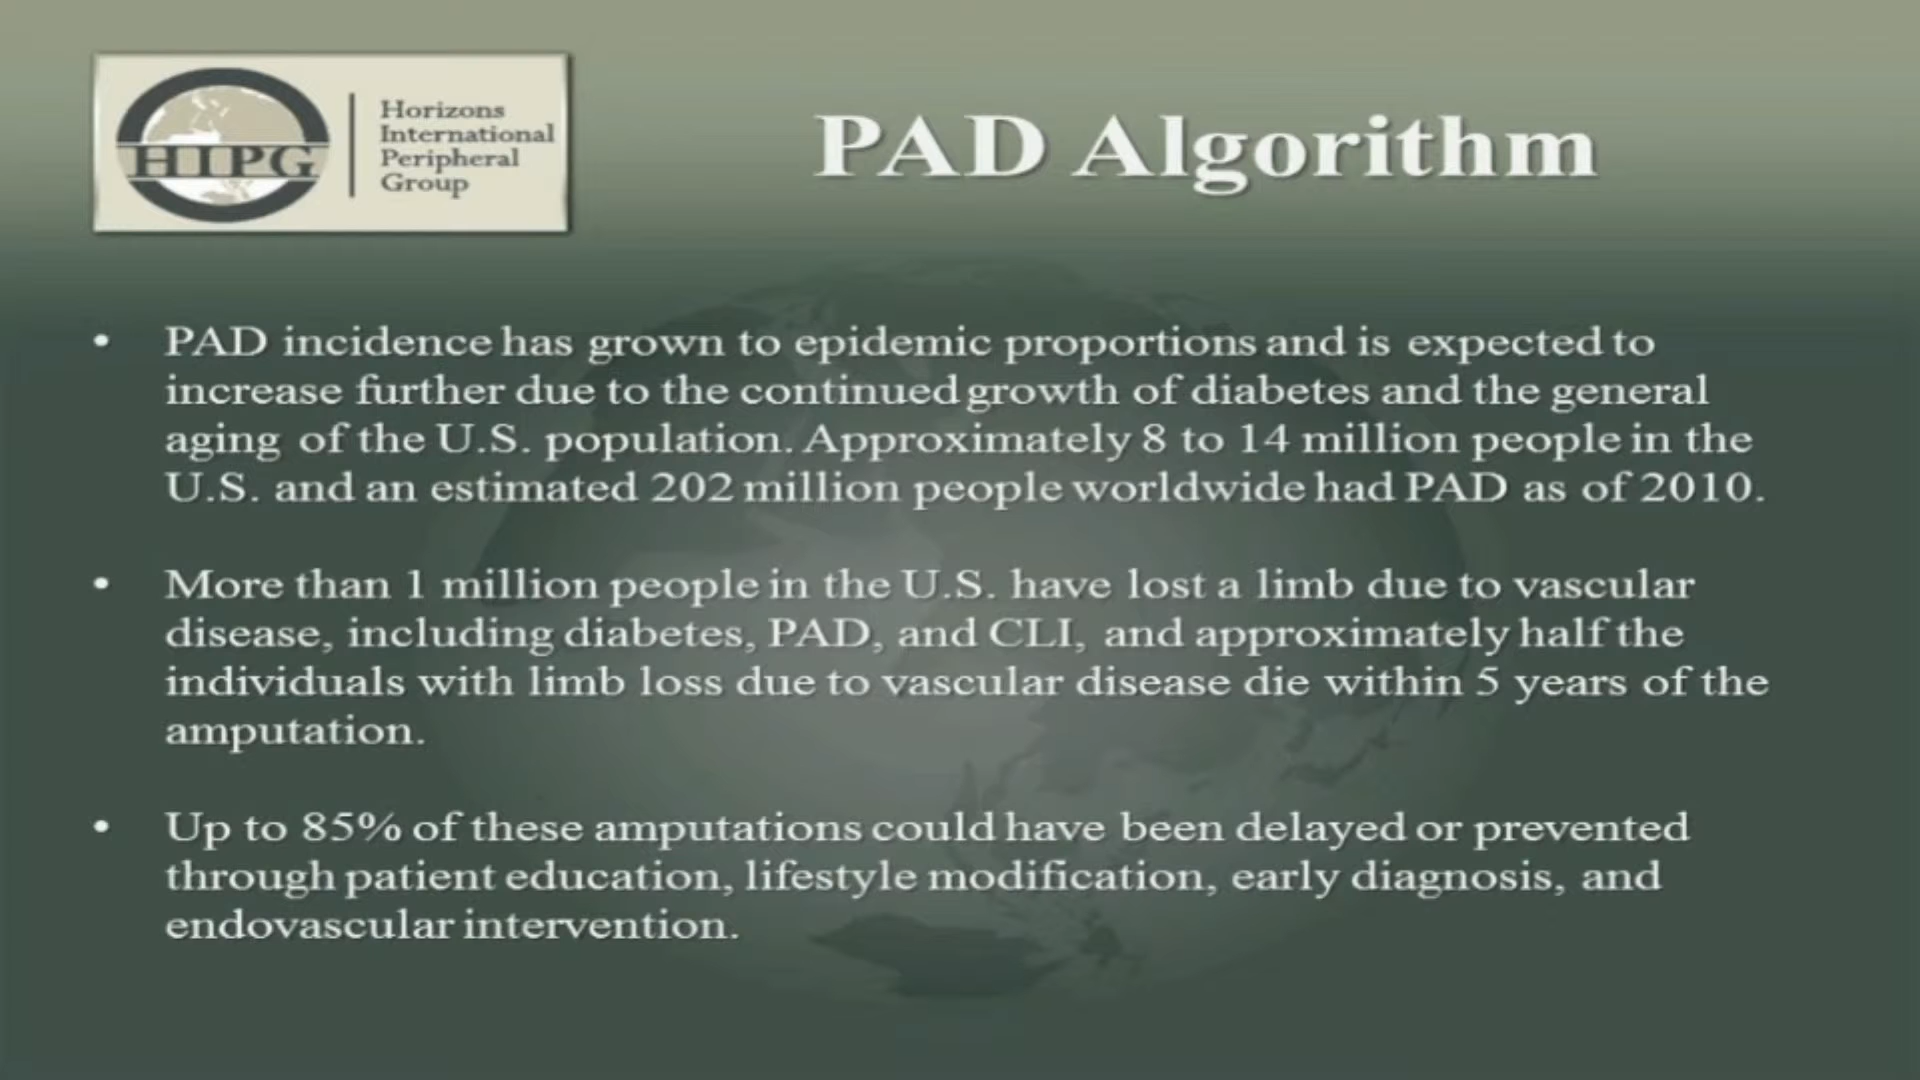 HIPG
Horizons
International
Peripheral
Group
PAD Algorithm
• PAD incidence has grown to epidemic proportions and is expected to
increase further due to the continued growth of diabetes and the general
aging of the U.S. population. Approximately 8 to 14 million people in the
U.S. and an estimated 202 million people worldwide had PAD as of 2010.
• More than 1 million people in the U.S. have lost a limb due to vascular
disease, including diabetes, PAD, and CLI, and approximately half the
individuals with limb loss due to vascular disease die within 5 years of the
amputation.
• Up to 85% of these amputations could have been delayed or prevented
through patient education, lifestyle modification, early diagnosis, and
endovascular intervention.